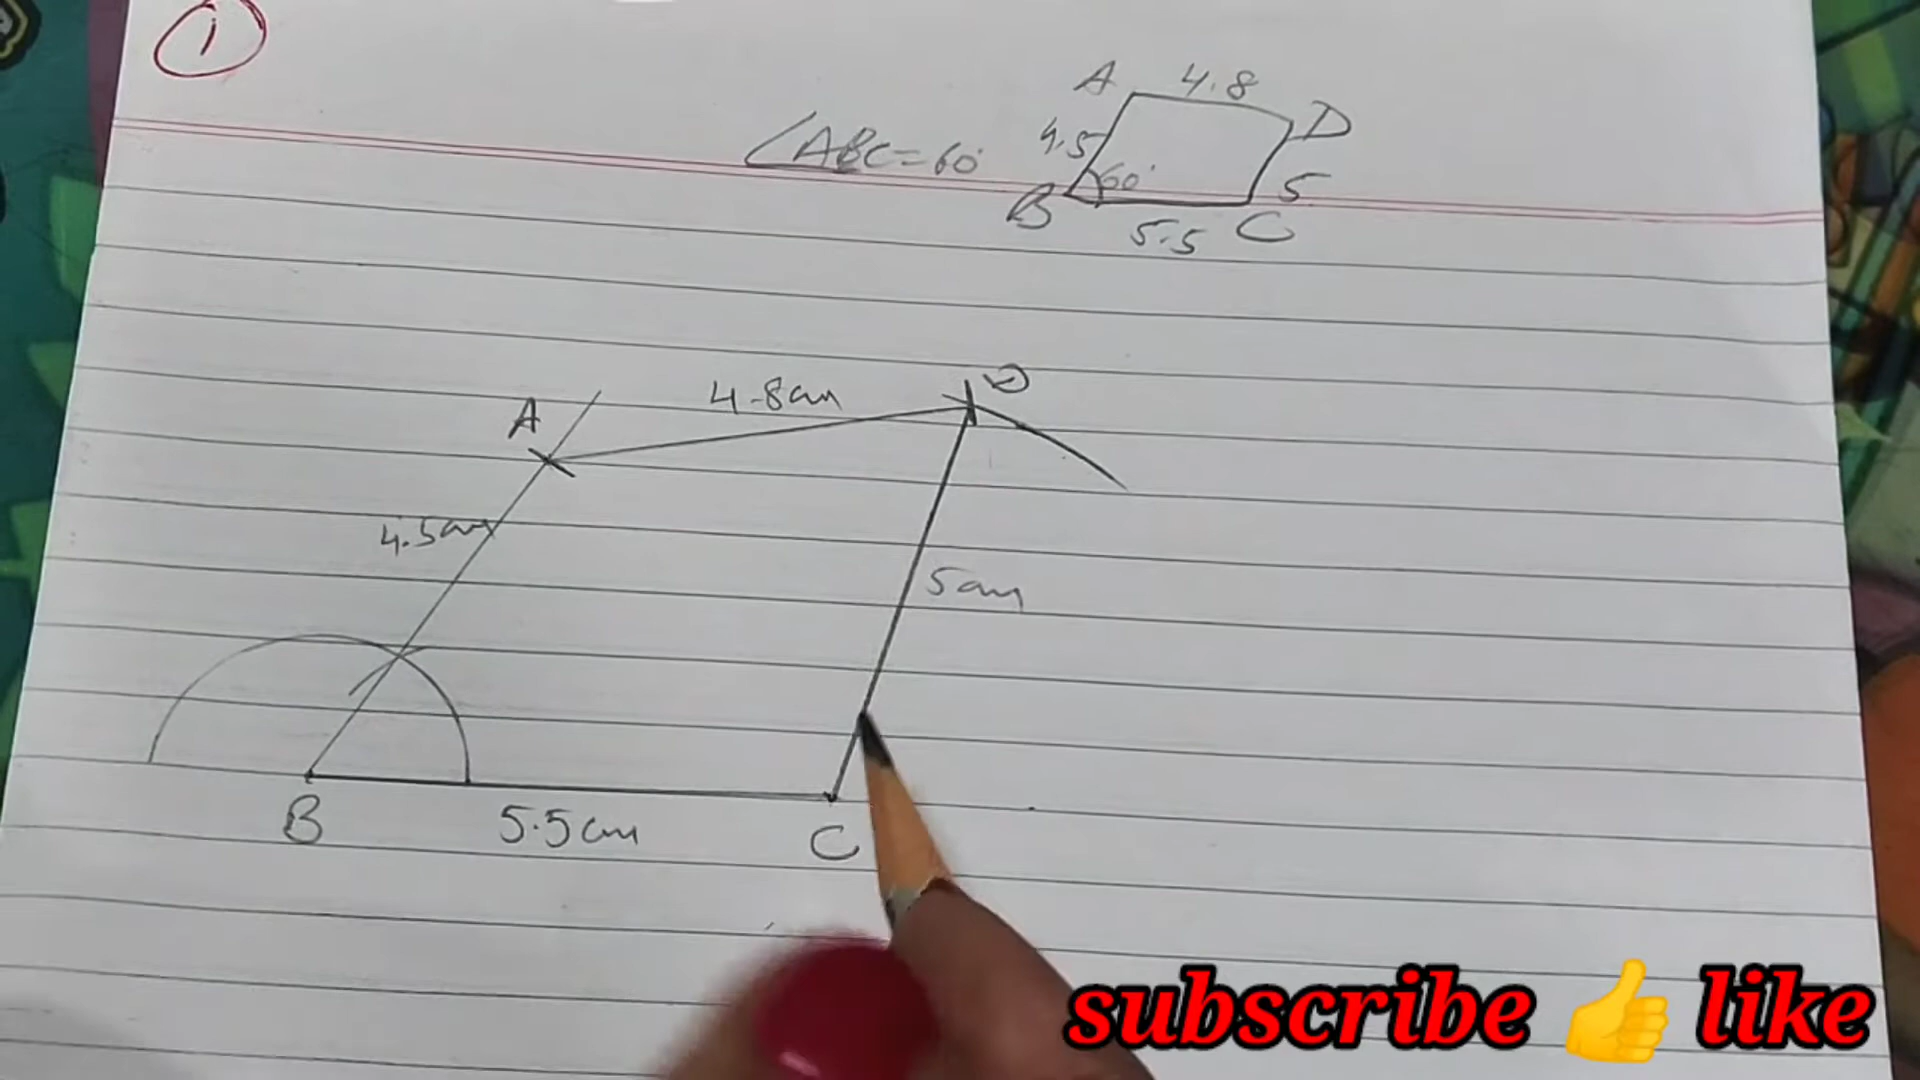 1
A 4.8 D
∠ABC=60° 4.5 60° 5
B 5.5 C
A 4.8cm D
4.5cm 5cm
B 5.5cm C
subscribe 👍 like